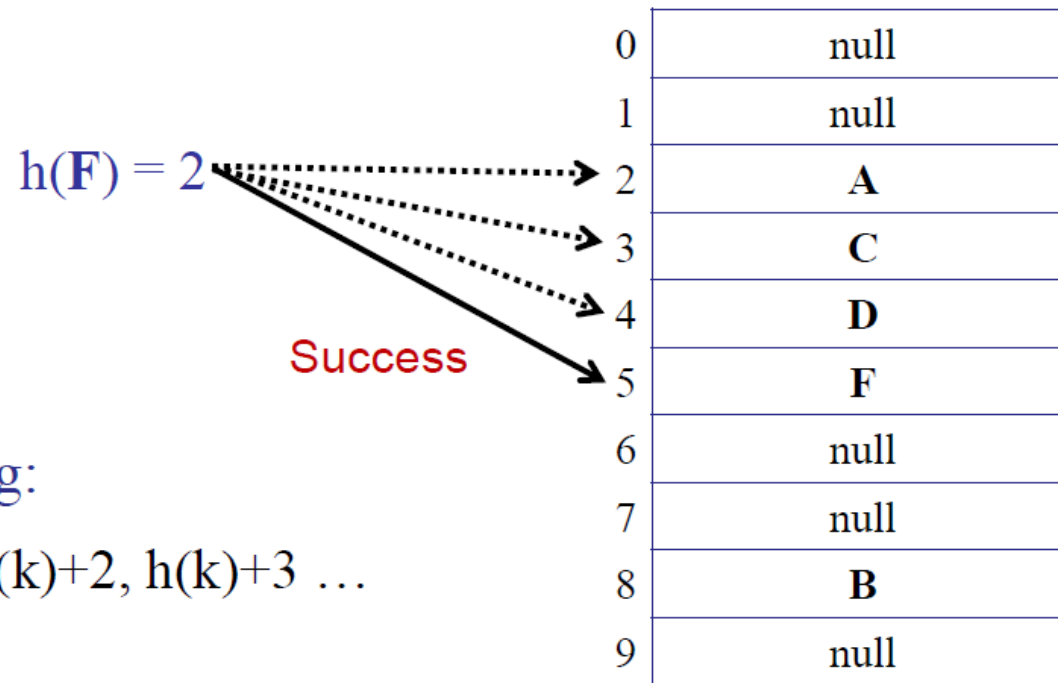 h(F) = 2
Success
g:
(k)+2, h(k)+3 …
0 null
1 null
2 A
3 C
4 D
5 F
6 null
7 null
8 B
9 null